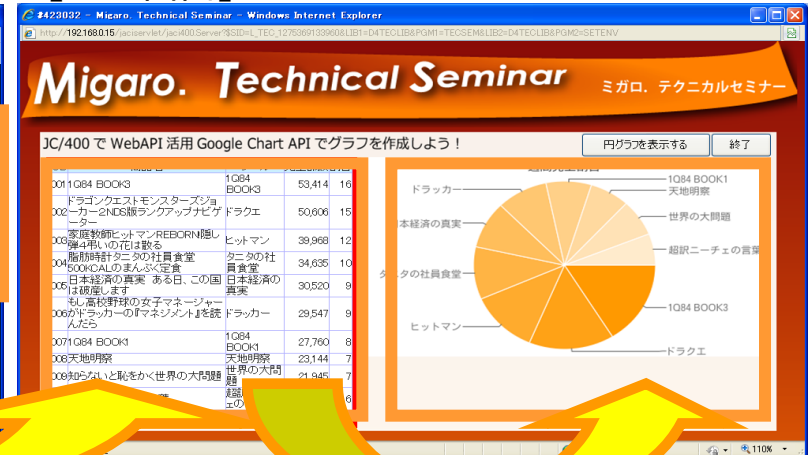 #423032 - Migaro. Technical Seminar - Windows Internet Explorer
http://192.168.0.15/jaciservlet/jaci400.Server?$SID=L_TEC_1275369133960&LIB1=D4TECLIB&PGM1=TECSEM&LIB2=D4TECLIB&PGM2=SETENV
Migaro. Technical Seminar
ミガロ. テクニカルセミナー
JC/400 で WebAPI 活用 Google Chart API でグラフを作成しよう！
円グラフを表示する 終了
001 1Q84 BOOK3 1Q84 BOOK3 53,414 16
002 ドラゴンクエストモンスターズジョーカー2NDS版ランクアップナビゲーター ドラクエ 50,606 15
003 家庭教師ヒットマンREBORN!隠し弾4弔いの花は散る ヒットマン 39,968 12
004 脂肪時計タニタの社員食堂 500KCALのまんぷく定食 タニタの社員食堂 34,635 10
005 日本経済の真実 ある日、この国は破産します 日本経済の真実 30,520 9
006 もし高校野球の女子マネージャーがドラッカーの『マネジメント』を読んだら ドラッカー 29,547 9
007 1Q84 BOOK1 1Q84 BOOK1 27,760 8
008 天地明察 天地明察 23,144 7
009 知らないと恥をかく世界の大問題 世界の大問題 21,945 7
6
1Q84 BOOK1
天地明察
世界の大問題
超訳ニーチェの言葉
1Q84 BOOK3
ドラクエ
ヒットマン
タニタの社員食堂
日本経済の真実
ドラッカー
110%